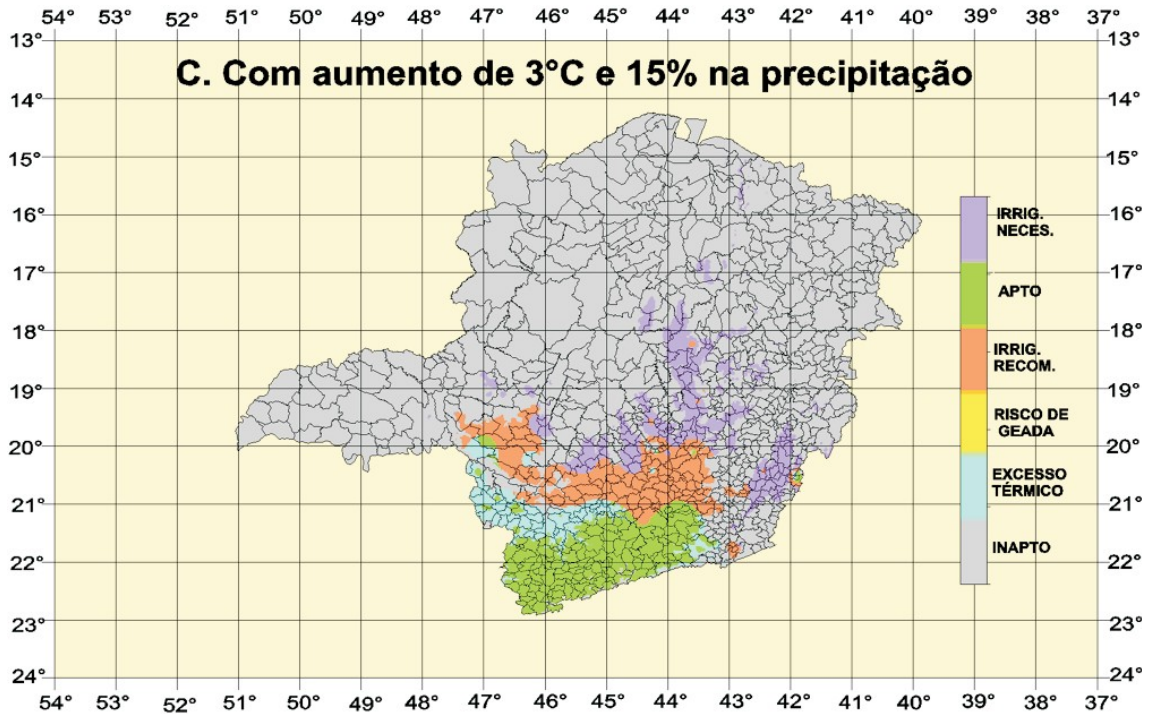 54° 53° 52° 51° 50° 49° 48° 47° 46° 45° 44° 43° 42° 41° 40° 39° 38° 37°
13° 13°
C. Com aumento de 3°C e 15% na precipitação
14° 14°
15° 15°
16° 16°
IRRIG.
NECES.
17° 17°
APTO
18° 18°
IRRIG.
RECOM.
19° 19°
RISCO DE
GEADA
20° 20°
EXCESSO
TÉRMICO
21° 21°
INAPTO
22° 22°
23° 23°
24° 24°
54° 53° 52° 51° 50° 49° 48° 47° 46° 45° 44° 43° 42° 41° 40° 39° 38° 37°